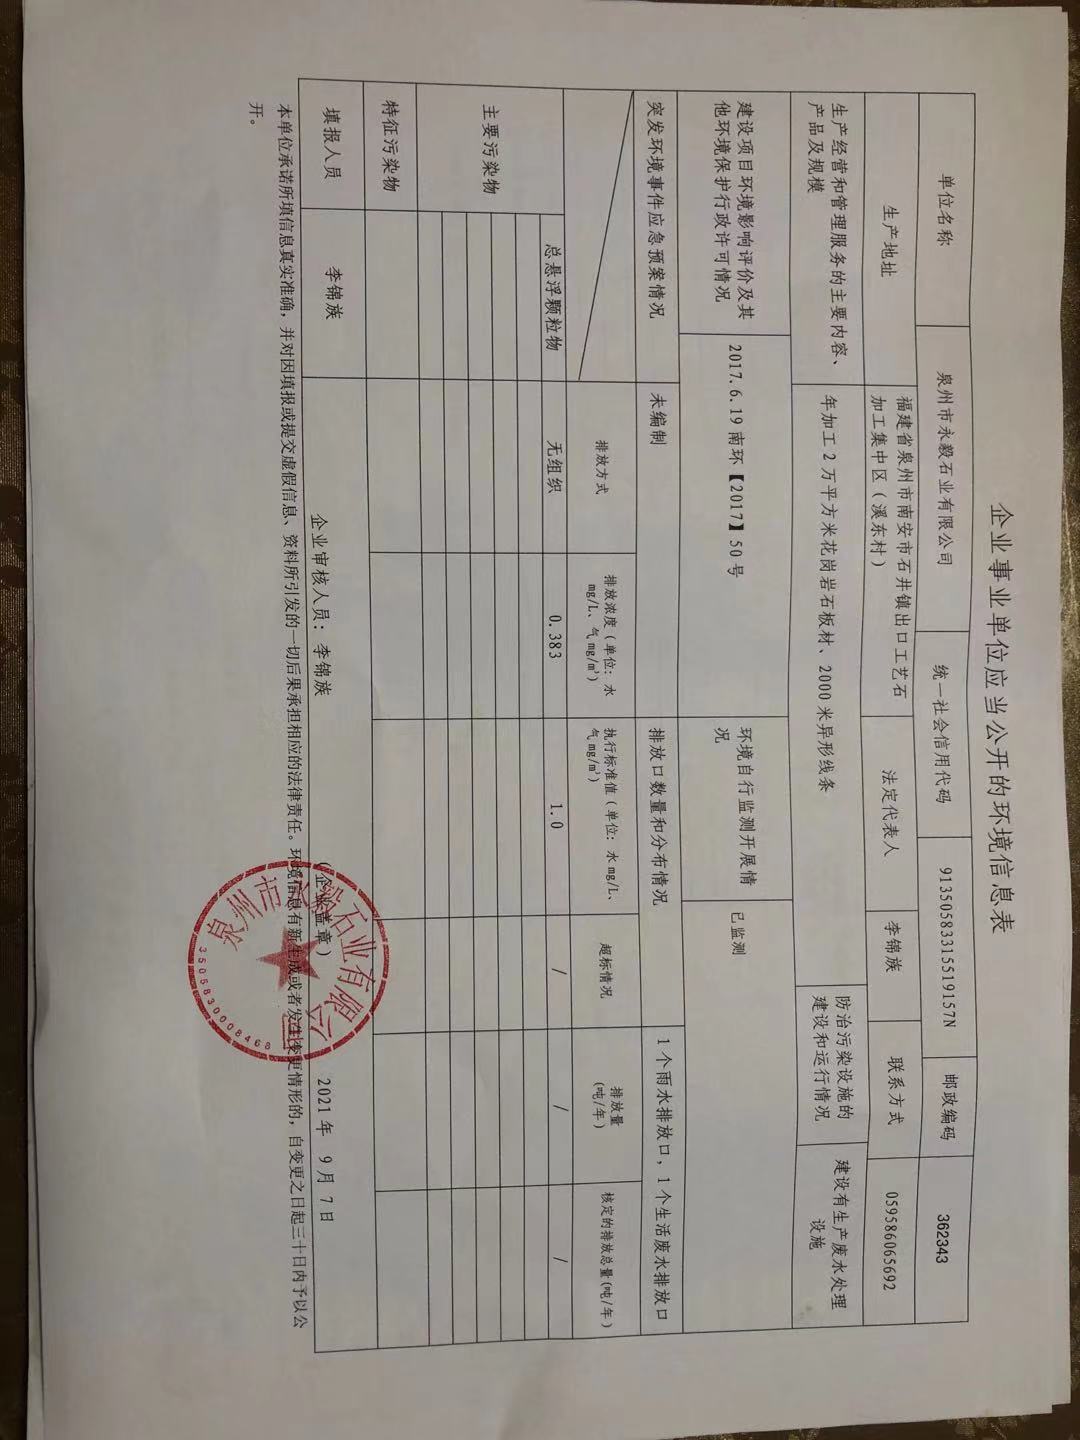 企业事业单位应当公开的环境信息表
单位名称
泉州市永毅石业有限公司
统一社会信用代码
91350583315519157N
邮政编码
362343
生产地址
福建省泉州市南安市石井镇出口工艺石
加工集中区（溪东村）
法定代表人
李锦族
联系方式
059586065692
生产经营和管理服务的主要内容、
产品及规模
年加工2万平方米花岗岩石板材、2000米异形线条
防治污染设施的
建设和运行情况
建设有生产废水处理
设施
建设项目环境影响评价及其
他环境保护行政许可情况
2017.6.19 南环【2017】50号
环境自行监测开展情
况
已监测
突发环境事件应急预案情况
未编制
排放口数量和分布情况
1个雨水排放口，1个生活废水排放口
排放方式
排放浓度（单位：水
mg/L、气mg/m³）
执行标准值（单位：水mg/L、
气mg/m³）
超标情况
排放量
(吨/年)
核定的排放总量(吨/年)
主要污染物
总悬浮颗粒物
无组织
0.383
1.0
/
/
/
特征污染物
填报人员
李锦族
企业审核人员：李锦族
（企业盖章）
2021年 9月 7日
本单位承诺所填信息真实准确，并对因填报或提交虚假信息、资料所引发的一切后果承担相应的法律责任。环境信息有新生成或者发生变更情形的，自变更之日起三十日内予以公
开。
泉州市永毅石业有限公司
3505830008468